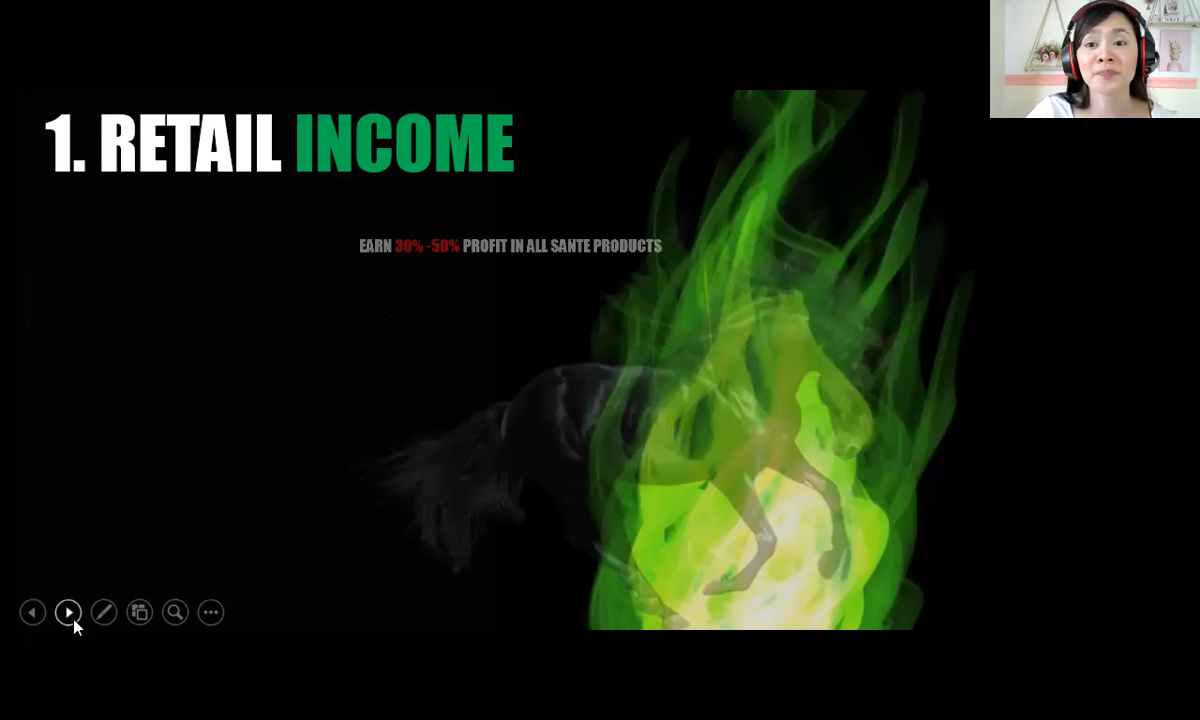 1. RETAIL INCOME
EARN 30% -50% PROFIT IN ALL SANTE PRODUCTS